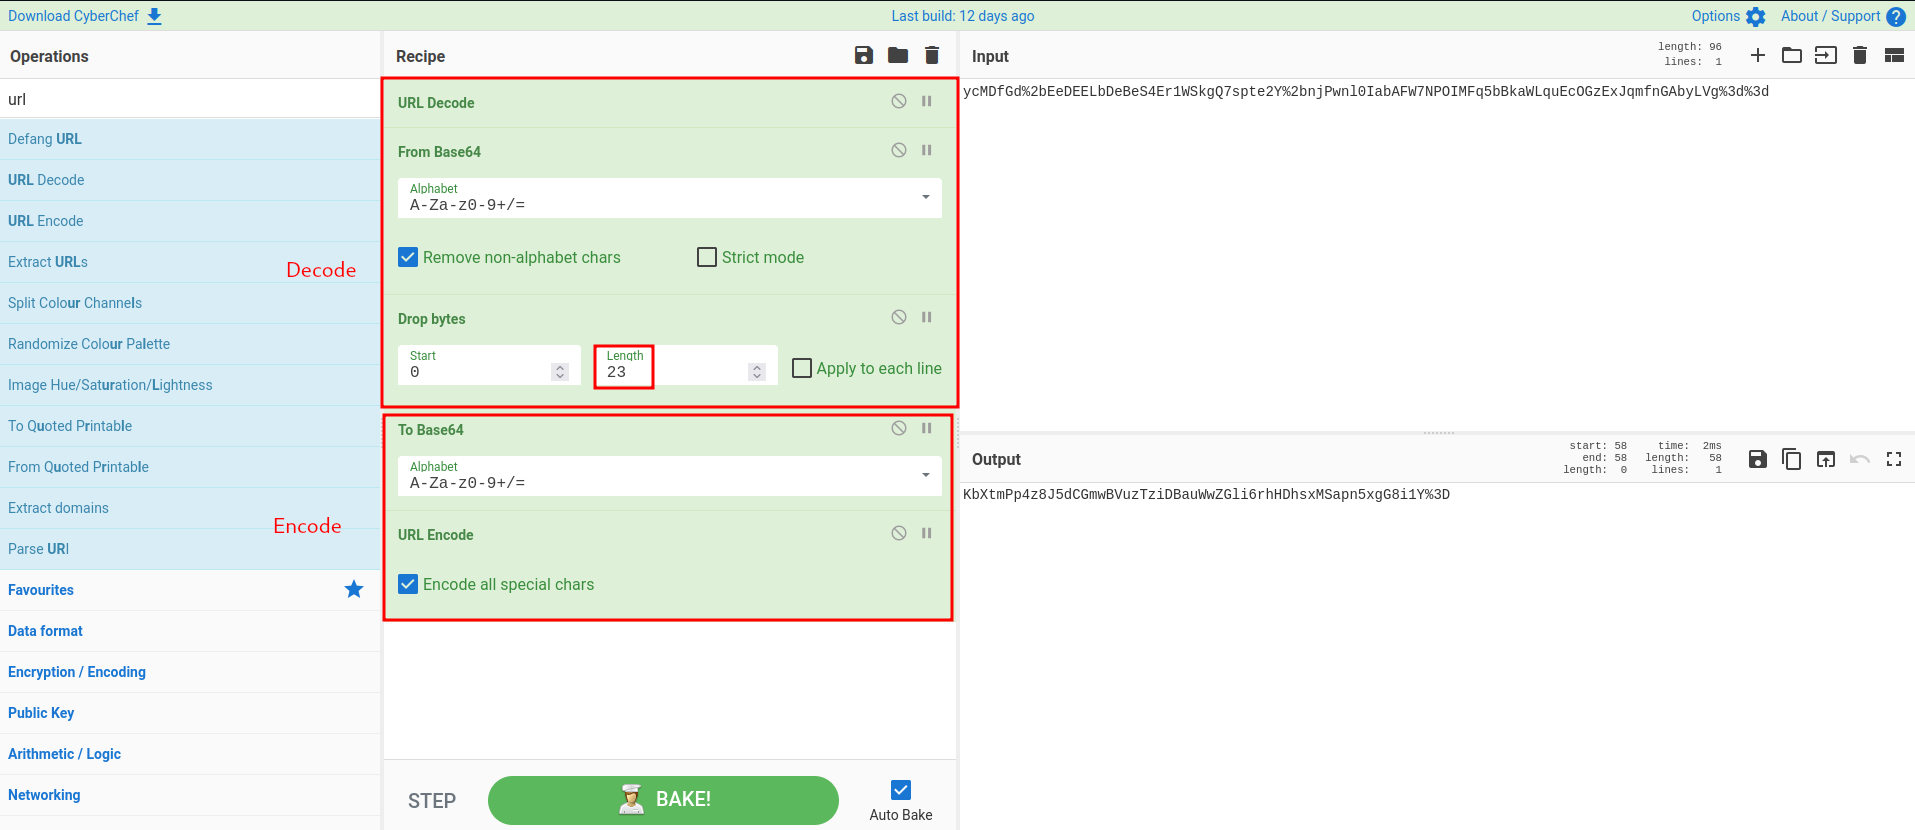 Download CyberChef
Last build: 12 days ago
Options
About / Support
Operations
url
Defang URL
URL Decode
URL Encode
Extract URLs
Split Colour Channels
Randomize Colour Palette
Image Hue/Saturation/Lightness
To Quoted Printable
From Quoted Printable
Extract domains
Parse URI
Favourites
Data format
Encryption / Encoding
Public Key
Arithmetic / Logic
Networking
Decode
Encode
Recipe
URL Decode
From Base64
Alphabet
A-Za-z0-9+/=
Remove non-alphabet chars
Strict mode
Drop bytes
Start
0
Length
23
Apply to each line
To Base64
Alphabet
A-Za-z0-9+/=
URL Encode
Encode all special chars
STEP
BAKE!
Auto Bake
Input
length: 96
lines: 1
ycMDfGd%2bEeDEELbDeBeS4Er1WSkgQ7spte2Y%2bnjPwnl0IabAFW7NPOIMFq5bBkaWLquEcOGzExJqmfnGAbyLVg%3d%3d
Output
start: 58
end: 58
length: 0
time: 2ms
length: 58
lines: 1
KbXtmPp4z8J5dCGmwBVuzTziDBauWwZGli6rhHDhsxMSapn5xgG8i1Y%3D